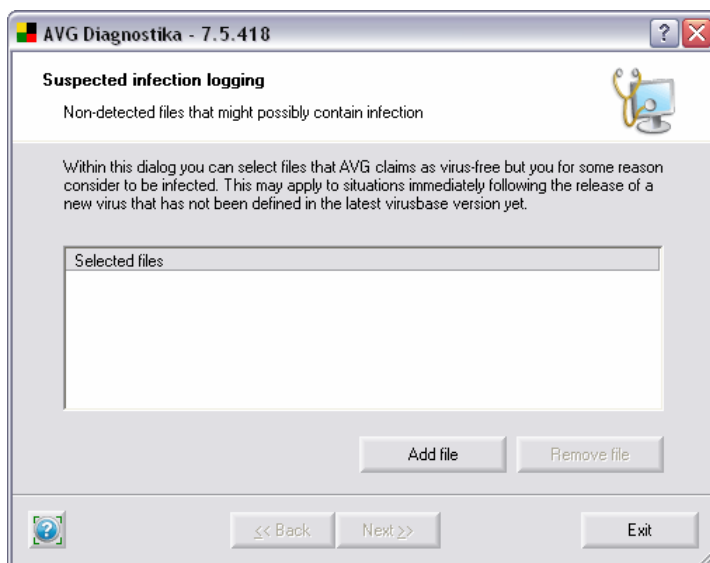 AVG Diagnostika - 7.5.418
Suspected infection logging
Non-detected files that might possibly contain infection
Within this dialog you can select files that AVG claims as virus-free but you for some reason
consider to be infected. This may apply to situations immediately following the release of a
new virus that has not been defined in the latest virusbase version yet.
Selected files
Add file
Remove file
<< Back
Next >>
Exit